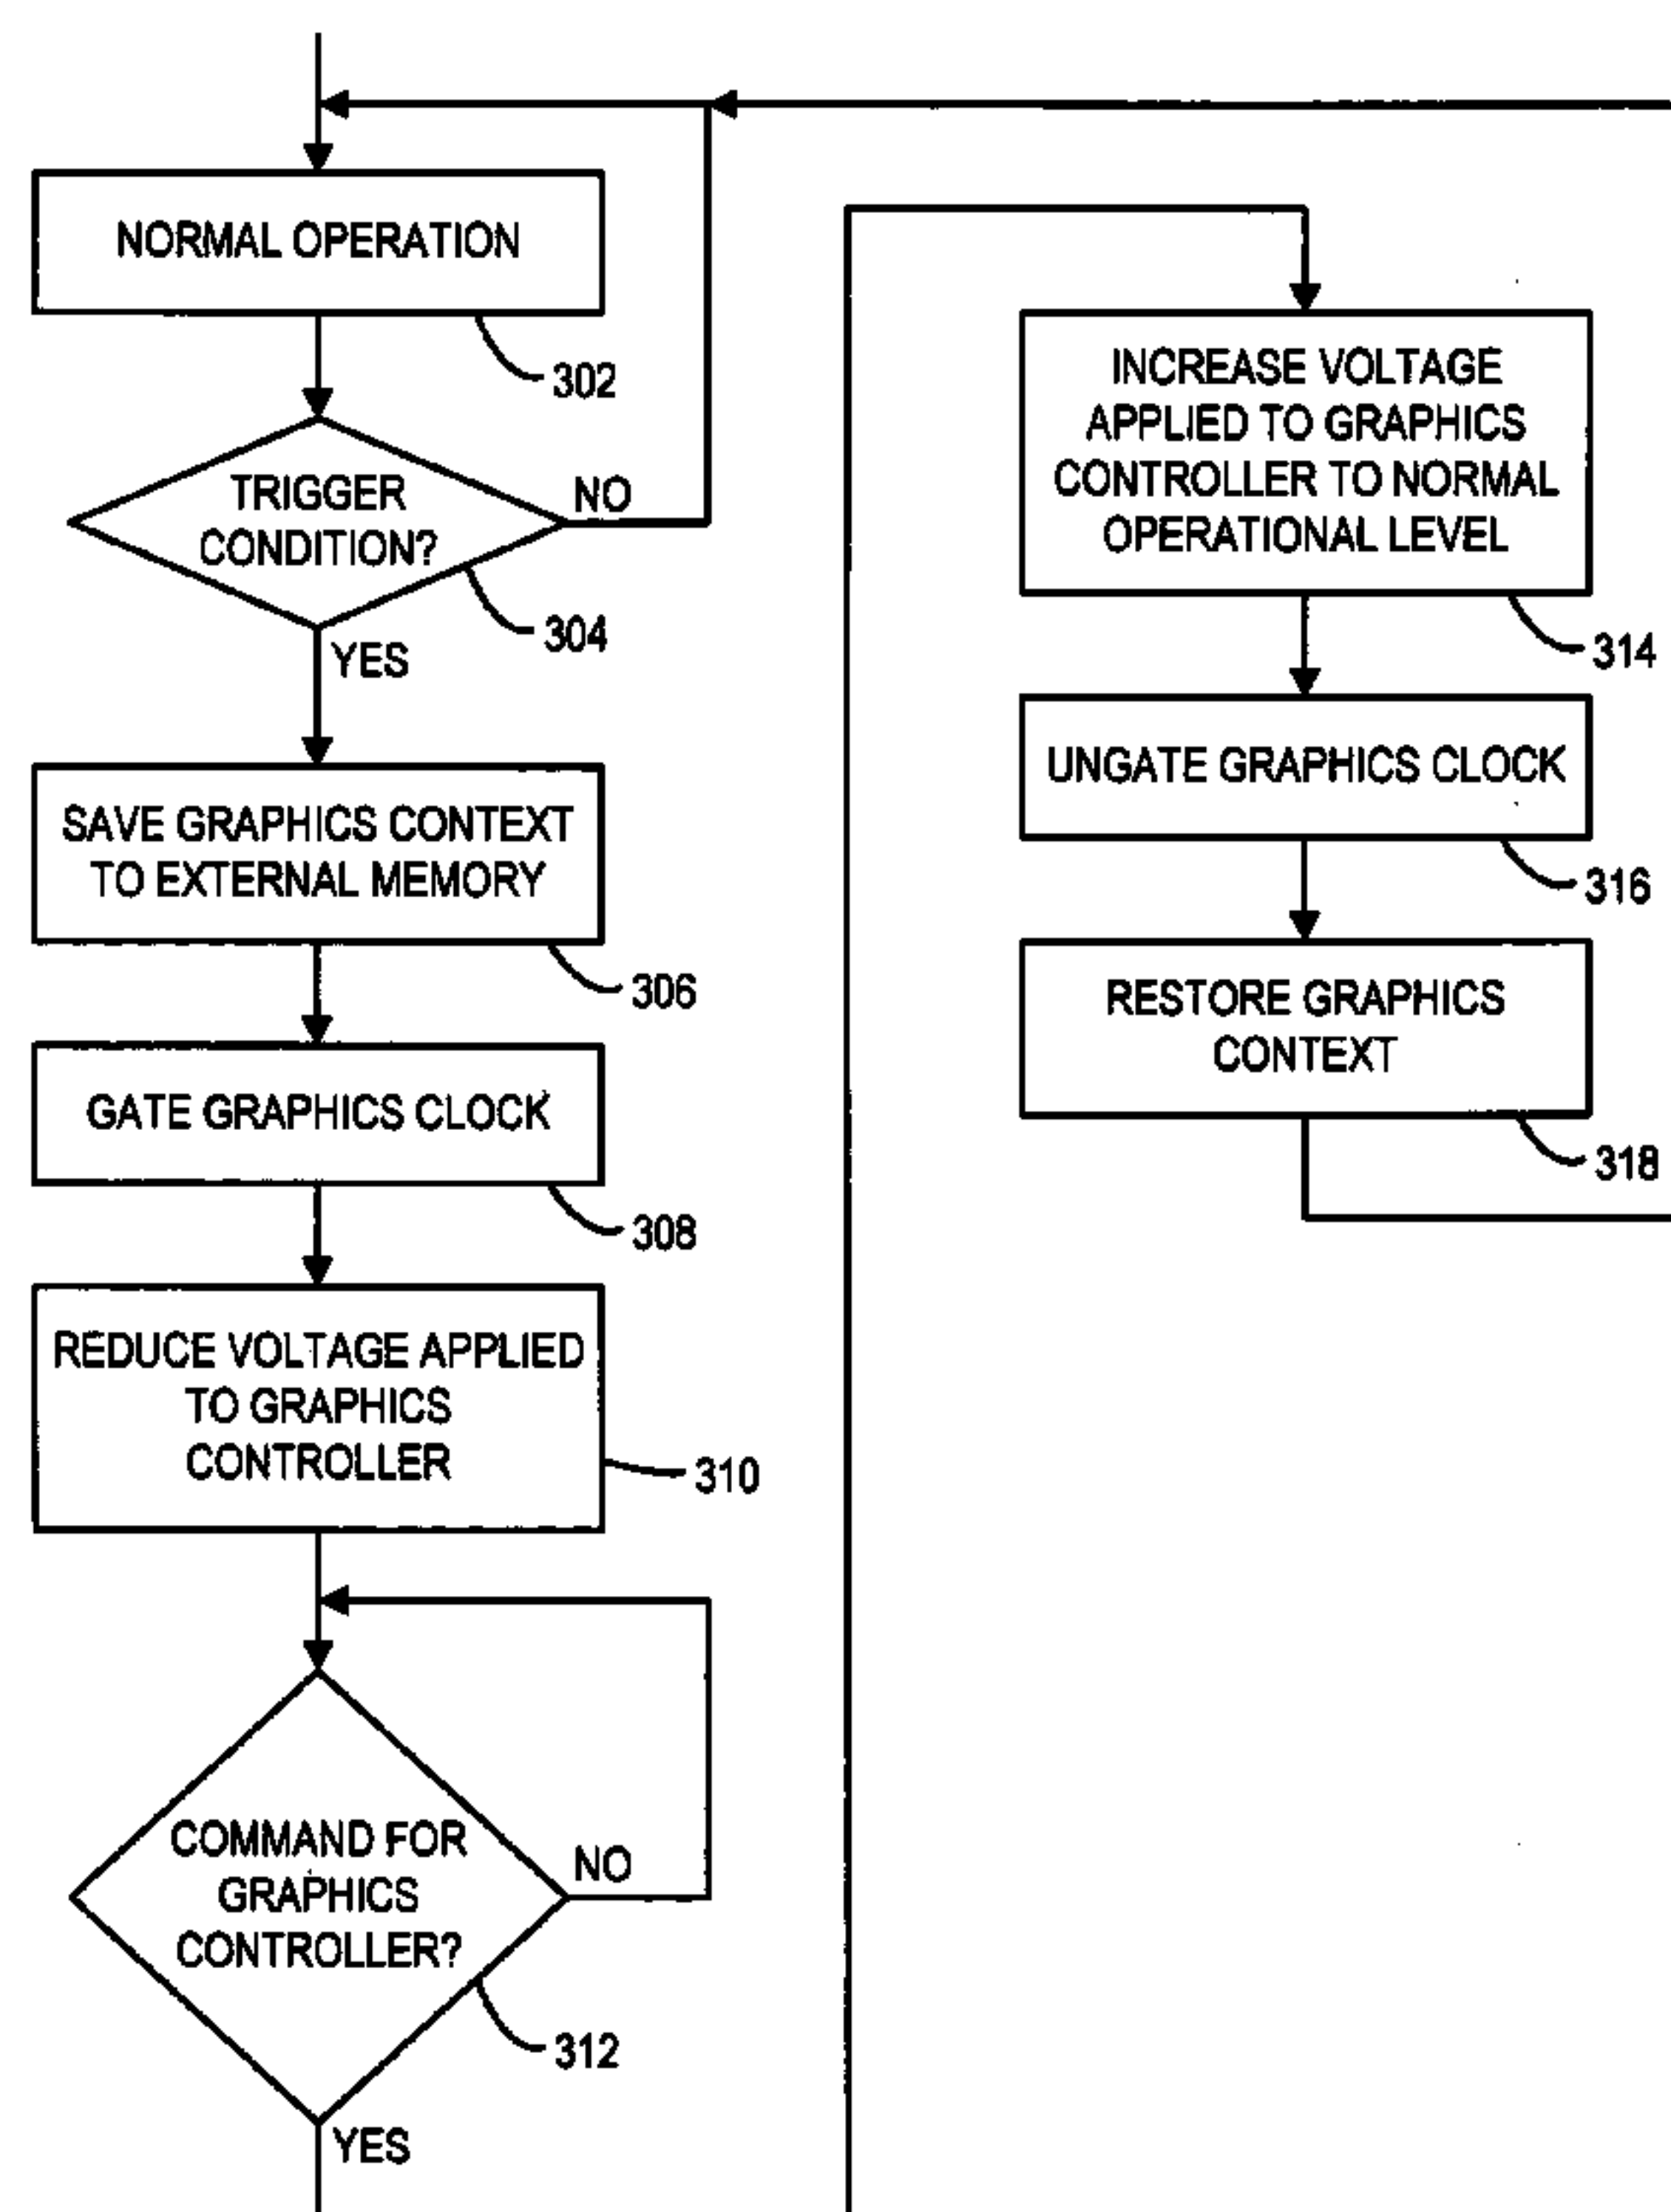 NORMAL OPERATION
302
TRIGGER
CONDITION?
NO
304
YES
SAVE GRAPHICS CONTEXT
TO EXTERNAL MEMORY
306
GATE GRAPHICS CLOCK
308
REDUCE VOLTAGE APPLIED
TO GRAPHICS
CONTROLLER
310
COMMAND FOR
GRAPHICS
CONTROLLER?
NO
312
YES
INCREASE VOLTAGE
APPLIED TO GRAPHICS
CONTROLLER TO NORMAL
OPERATIONAL LEVEL
314
UNGATE GRAPHICS CLOCK
316
RESTORE GRAPHICS
CONTEXT
318